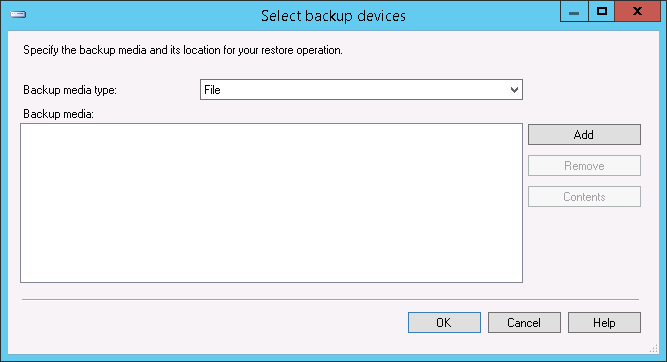 Select backup devices
Specify the backup media and its location for your restore operation.
Backup media type:
File
Backup media:
Add
Remove
Contents
OK
Cancel
Help